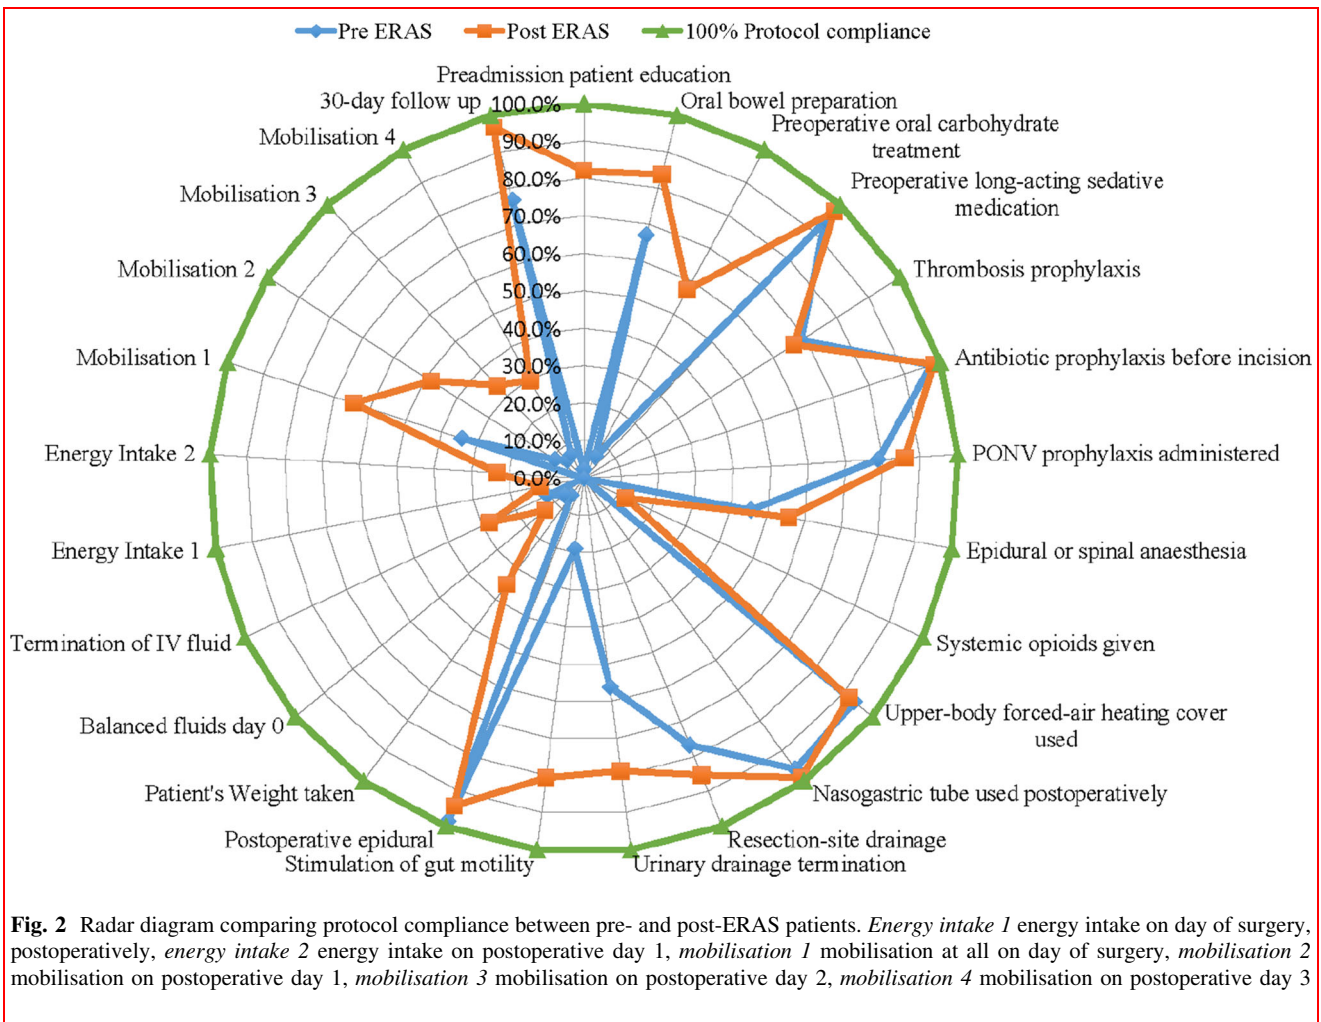 Pre ERAS Post ERAS 100% Protocol compliance
Preadmission patient education
30-day follow up
100.0%
Oral bowel preparation
Mobilisation 4
90.0%
Preoperative oral carbohydrate
treatment
80.0%
Mobilisation 3
Preoperative long-acting sedative
medication
70.0%
60.0%
Mobilisation 2
Thrombosis prophylaxis
50.0%
40.0%
Mobilisation 1
Antibiotic prophylaxis before incision
30.0%
20.0%
10.0%
Energy Intake 2
PONV prophylaxis administered
0.0%
Energy Intake 1
Epidural or spinal anaesthesia
Termination of IV fluid
Systemic opioids given
Balanced fluids day 0
Upper-body forced-air heating cover
used
Patient's Weight taken
Nasogastric tube used postoperatively
Postoperative epidural
Resection-site drainage
Stimulation of gut motility
Urinary drainage termination
Fig. 2 Radar diagram comparing protocol compliance between pre- and post-ERAS patients. Energy intake 1 energy intake on day of surgery,
postoperatively, energy intake 2 energy intake on postoperative day 1, mobilisation 1 mobilisation at all on day of surgery, mobilisation 2
mobilisation on postoperative day 1, mobilisation 3 mobilisation on postoperative day 2, mobilisation 4 mobilisation on postoperative day 3